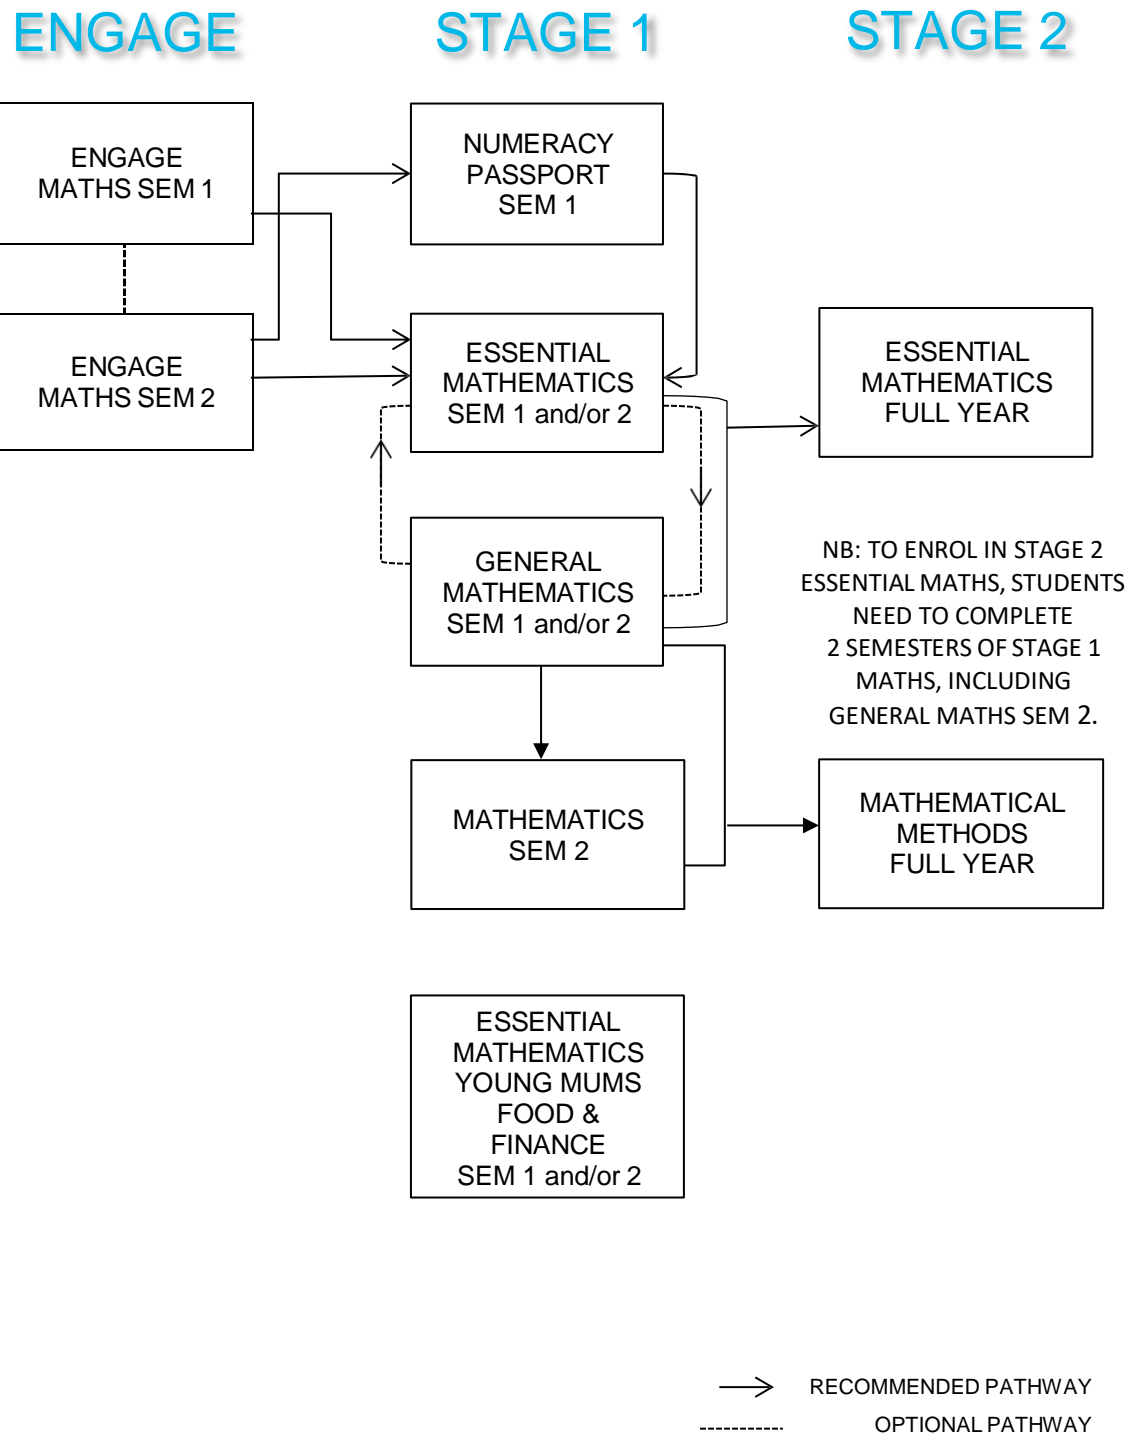 ENGAGE
STAGE 1
STAGE 2
ENGAGE
MATHS SEM 1
NUMERACY
PASSPORT
SEM 1
ENGAGE
MATHS SEM 2
ESSENTIAL
MATHEMATICS
SEM 1 and/or 2
ESSENTIAL
MATHEMATICS
FULL YEAR
GENERAL
MATHEMATICS
SEM 1 and/or 2
NB: TO ENROL IN STAGE 2
ESSENTIAL MATHS, STUDENTS
NEED TO COMPLETE
2 SEMESTERS OF STAGE 1
MATHS, INCLUDING
GENERAL MATHS SEM 2.
MATHEMATICS
SEM 2
MATHEMATICAL
METHODS
FULL YEAR
ESSENTIAL
MATHEMATICS
YOUNG MUMS
FOOD &
FINANCE
SEM 1 and/or 2
RECOMMENDED PATHWAY
OPTIONAL PATHWAY